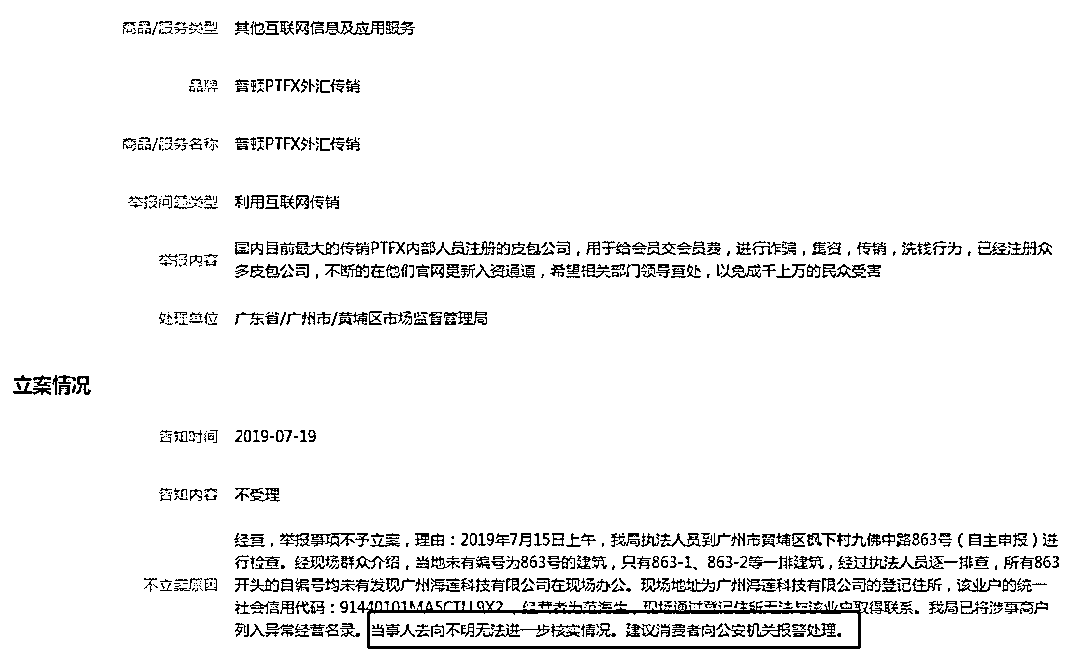 商品/服务类型 其他互联网信息及应用服务
品牌 普顿PTFX外汇传销
商品/服务名称 普顿PTFX外汇传销
举报问题类型 利用互联网传销
举报内容 国内目前最大的传销PTFX内部人员注册的皮包公司，用于给会员交会员费，进行诈骗，集资，传销，洗钱行为，已经注册众
多皮包公司，不断的在他们官网更新入资通道，希望相关部门领导查处，以免成千上万的民众受害
处理单位 广东省/广州市/黄埔区市场监督管理局
立案情况
告知时间 2019-07-19
告知内容 不受理
经查，举报事项不予立案，理由：2019年7月15日上午，我局执法人员到广州市黄埔区枫下村九佛中路863号（自主申报）进
行检查。经现场群众介绍，当地未有编号为863号的建筑，只有863-1、863-2等一排建筑，经过执法人员逐一排查，所有863
不立案原因 开头的自编号均未有发现广州海莲科技有限公司在现场办公。现场地址为广州海莲科技有限公司的登记住所，该业户的统一
社会信用代码：，经营者为范海生，现场通过登记住所无法与该业户取得联系。我局已将涉事商户
列入异常经营名录。当事人去向不明无法进一步核实情况。建议消费者向公安机关报警处理。